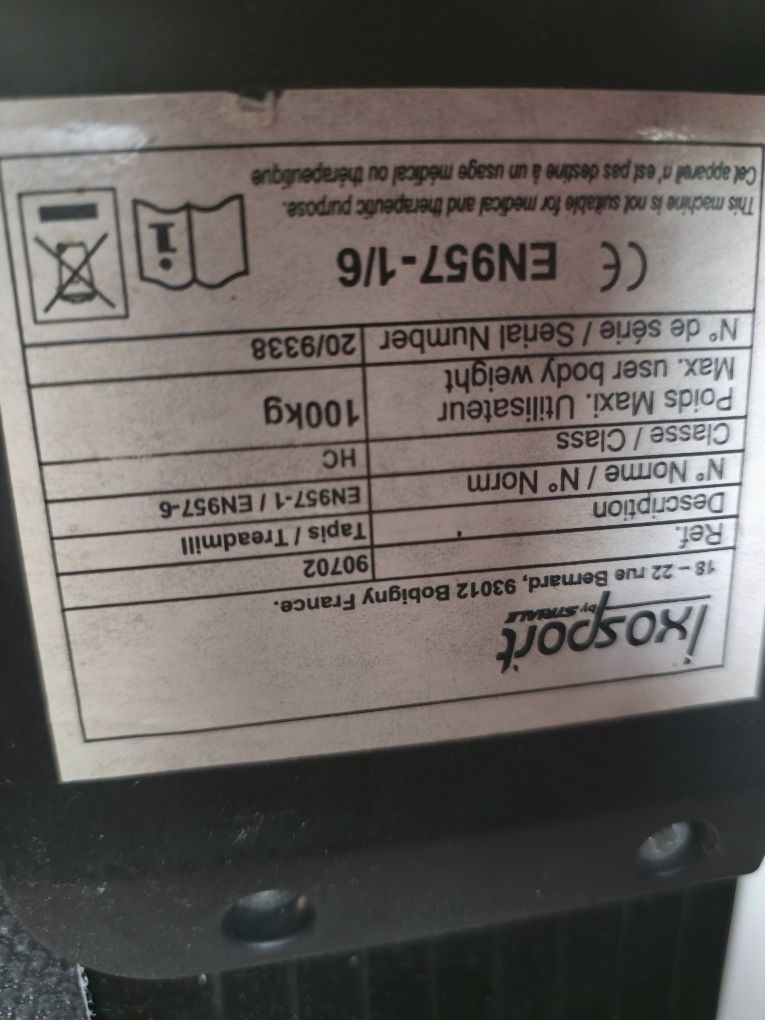 ixosport
by STRIALE
18 – 22 rue Bernard, 93012 Bobigny France.
Ref. 90702
Description Tapis / Treadmill
N° Norme / N° Norm EN957-1 / EN957-6
Classe / Class HC
Poids Maxi. Utilisateur
Max. user body weight 100kg
N° de série / Serial Number 20/9338
CE EN957-1/6
This machine is not suitable for medical and therapeutic purpose.
Cet appareil n'est pas destiné à un usage médical ou thérapeutique